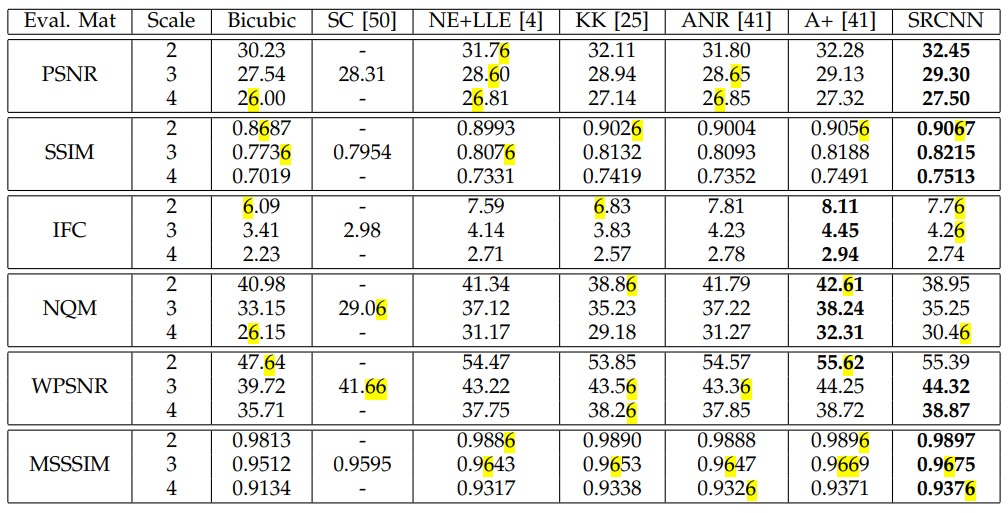 Eval. Mat Scale Bicubic SC [50] NE+LLE [4] KK [25] ANR [41] A+ [41] SRCNN
2 30.23 - 31.76 32.11 31.80 32.28 32.45
PSNR 3 27.54 28.31 28.60 28.94 28.65 29.13 29.30
4 26.00 - 26.81 27.14 26.85 27.32 27.50
2 0.8687 - 0.8993 0.9026 0.9004 0.9056 0.9067
SSIM 3 0.7736 0.7954 0.8076 0.8132 0.8093 0.8188 0.8215
4 0.7019 - 0.7331 0.7419 0.7352 0.7491 0.7513
2 6.09 - 7.59 6.83 7.81 8.11 7.76
IFC 3 3.41 2.98 4.14 3.83 4.23 4.45 4.26
4 2.23 - 2.71 2.57 2.78 2.94 2.74
2 40.98 - 41.34 38.86 41.79 42.61 38.95
NQM 3 33.15 29.06 37.12 35.23 37.22 38.24 35.25
4 26.15 - 31.17 29.18 31.27 32.31 30.46
2 47.64 - 54.47 53.85 54.57 55.62 55.39
WPSNR 3 39.72 41.66 43.22 43.56 43.36 44.25 44.32
4 35.71 - 37.75 38.26 37.85 38.72 38.87
2 0.9813 - 0.9886 0.9890 0.9888 0.9896 0.9897
MSSSIM 3 0.9512 0.9595 0.9643 0.9653 0.9647 0.9669 0.9675
4 0.9134 - 0.9317 0.9338 0.9326 0.9371 0.9376